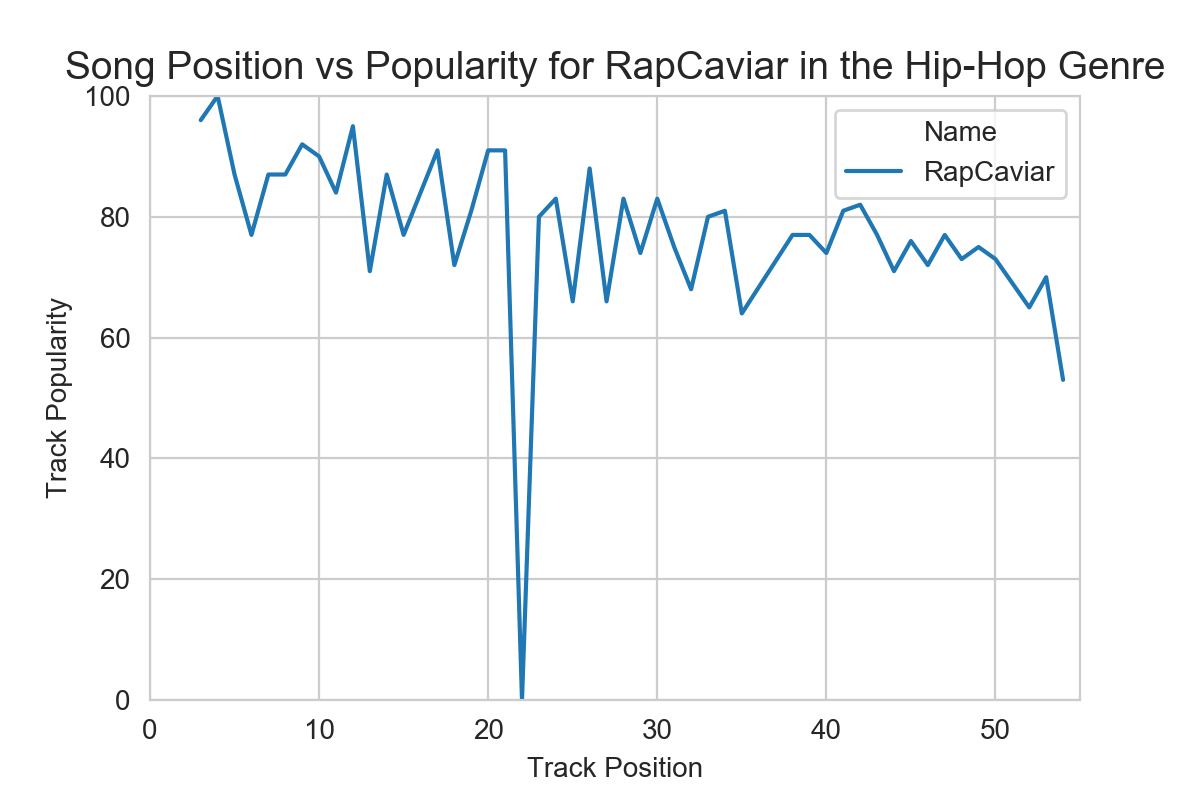 Song Position vs Popularity for RapCaviar in the Hip-Hop Genre
100
80
60
40
20
0
Track Popularity
Name
RapCaviar
0 10 20 30 40 50
Track Position